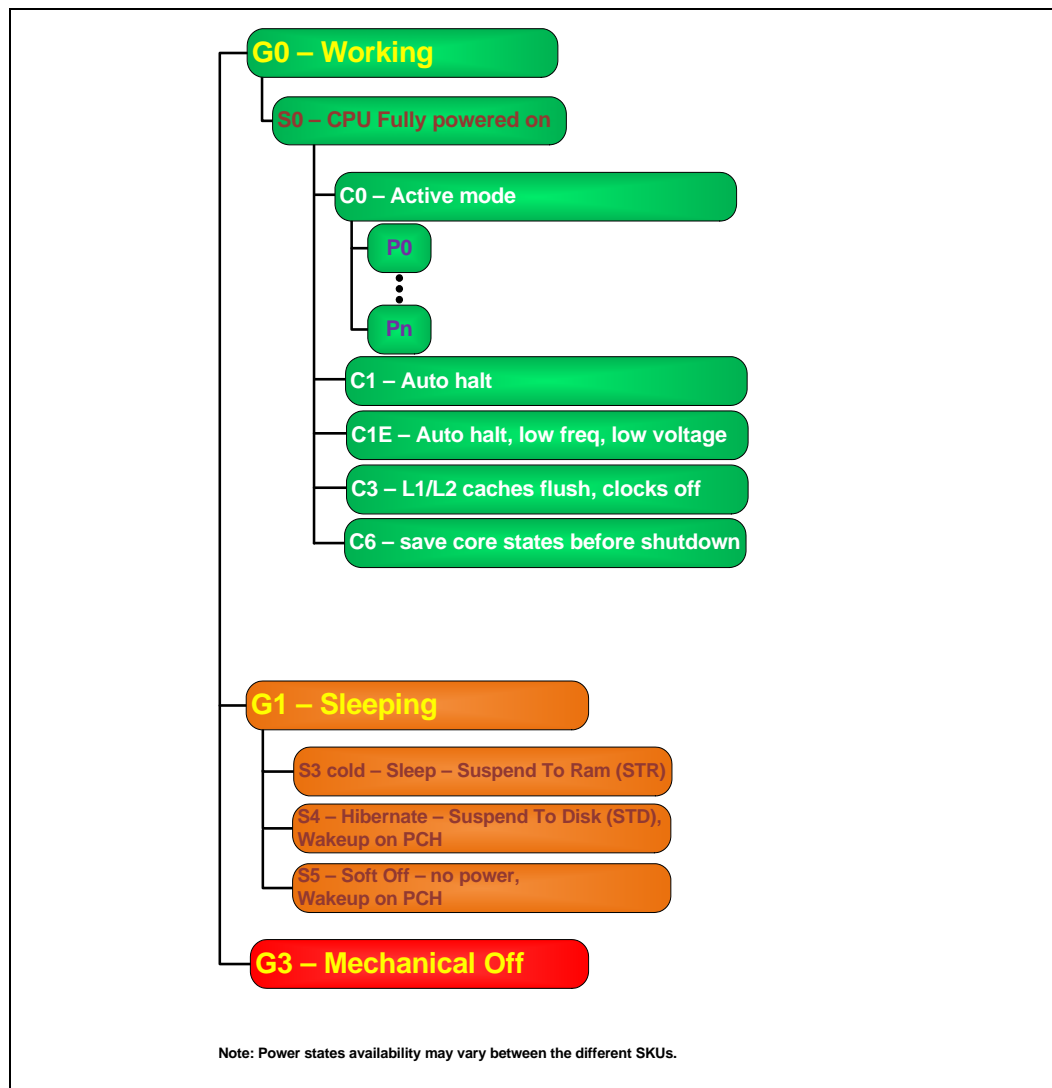 G0 – Working
S0 – CPU Fully powered on
C0 – Active mode
P0
Pn
C1 – Auto halt
C1E – Auto halt, low freq, low voltage
C3 – L1/L2 caches flush, clocks off
C6 – save core states before shutdown
G1 – Sleeping
S3 cold – Sleep – Suspend To Ram (STR)
S4 – Hibernate – Suspend To Disk (STD),
Wakeup on PCH
S5 – Soft Off – no power,
Wakeup on PCH
G3 – Mechanical Off
Note: Power states availability may vary between the different SKUs.